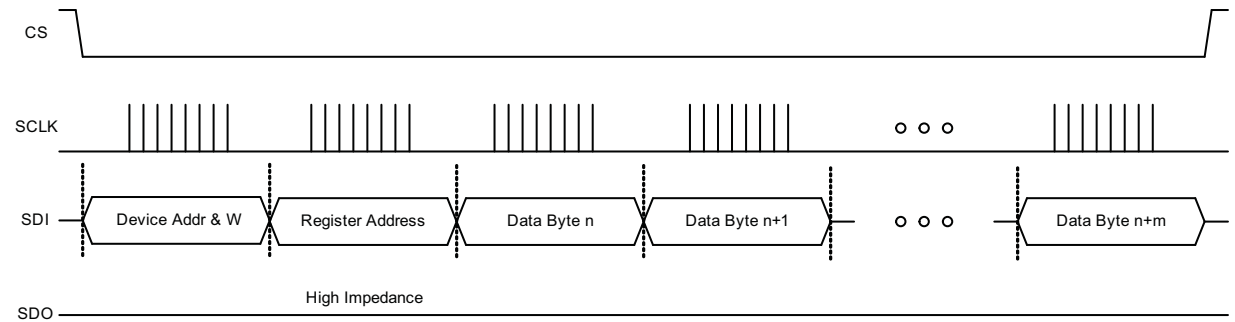 CS
SCLK
SDI
Device Addr & W
Register Address
Data Byte n
Data Byte n+1
Data Byte n+m
High Impedance
SDO